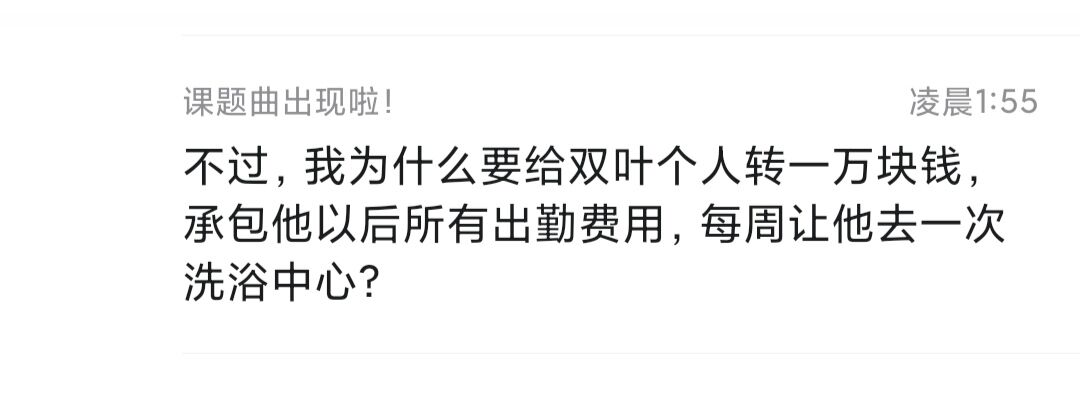 课题曲出现啦!
凌晨1:55
不过, 我为什么要给双叶个人转一万块钱,
承包他以后所有出勤费用, 每周让他去一次
洗浴中心?